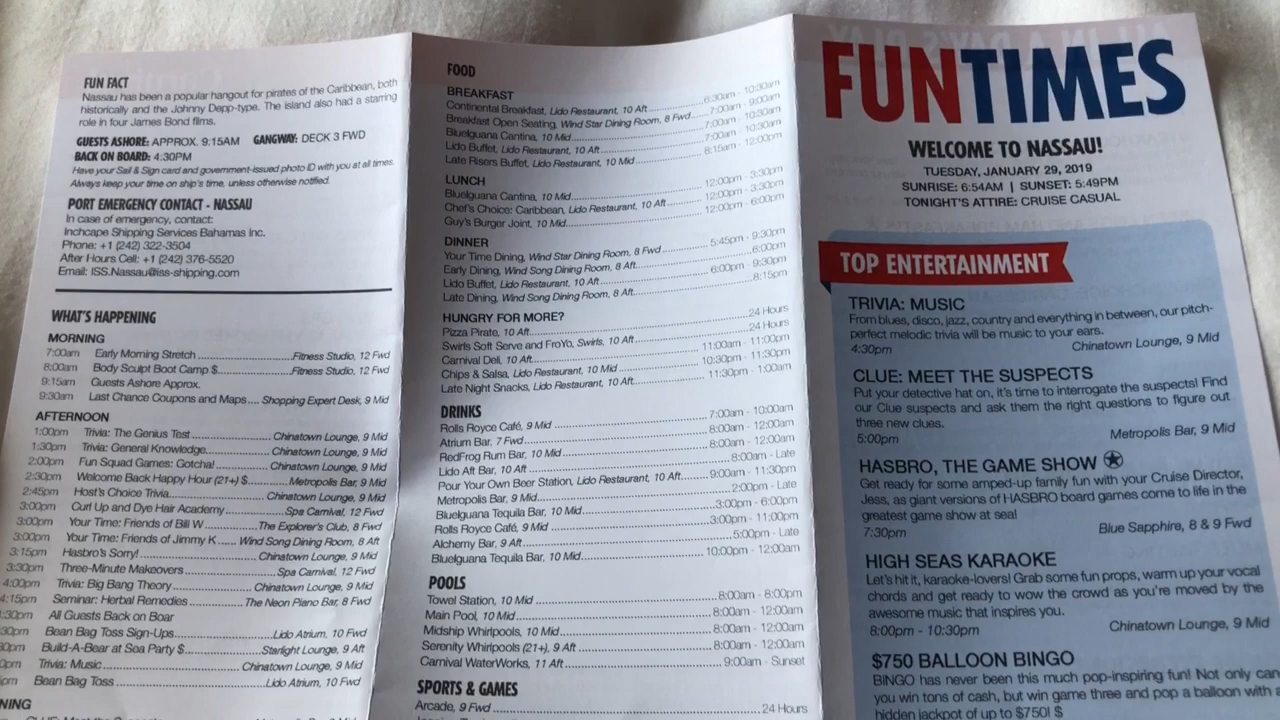 FUN FACT
Nassau has been a popular hangout for pirates of the Caribbean, both
historically and the Johnny Depp-type. The island also had a starring
role in four James Bond films.
GUESTS ASHORE: APPROX. 9:15AM GANGWAY: DECK 3 FWD
BACK ON BOARD: 4:30PM
Have your Sail & Sign card and government-issued photo ID with you at all times.
Always keep your time on ship's time, unless otherwise notified.
PORT EMERGENCY CONTACT - NASSAU
In case of emergency, contact:
Inchcape Shipping Services Bahamas Inc.
Phone: +1 (242) 322-3504
After Hours Cell: +1 (242) 376-5520
Email: ISS.Nassau@iss-shipping.com
WHAT'S HAPPENING
MORNING
7:00am Early Morning Stretch Fitness Studio, 12 Fwd
8:00am Body Sculpt Boot Camp $ Fitness Studio, 12 Fwd
9:15am Guests Ashore Approx.
9:30am Last Chance Coupons and Maps Shopping Expert Desk, 9 Mid
AFTERNOON
1:00pm Trivia: The Genius Test Chinatown Lounge, 9 Mid
1:30pm Trivia: General Knowledge Chinatown Lounge, 9 Mid
2:00pm Fun Squad Games: Gotcha! Chinatown Lounge, 9 Mid
2:30pm Welcome Back Happy Hour (21+) $ Metropolis Bar, 9 Mid
2:45pm Host's Choice Trivia Chinatown Lounge, 9 Mid
3:00pm Curl Up and Dye Hair Academy Spa Carnival, 12 Fwd
3:00pm Your Time: Friends of Bill W The Explorer's Club, 8 Fwd
3:00pm Your Time: Friends of Jimmy K Wind Song Dining Room, 8 Aft
3:15pm Hasbro's Sorry! Chinatown Lounge, 9 Mid
3:30pm Three-Minute Makeovers Spa Carnival, 12 Fwd
4:00pm Trivia: Big Bang Theory Chinatown Lounge, 9 Mid
4:15pm Seminar: Herbal Remedies The Neon Piano Bar, 8 Fwd
:30pm All Guests Back on Boar
30pm Bean Bag Toss Sign-Ups Lido Atrium, 10 Fwd
0pm Build-A-Bear at Sea Party $ Starlight Lounge, 9 Aft
0pm Trivia: Music Chinatown Lounge, 9 Mid
pm Bean Bag Toss Lido Atrium, 10 Fwd
NING
FOOD
BREAKFAST
Continental Breakfast, Lido Restaurant, 10 Aft 6:30am - 10:30am
Breakfast Open Seating, Wind Star Dining Room, 8 Fwd 7:00am - 9:00am
BlueIguana Cantina, 10 Mid 7:00am - 10:30am
Lido Buffet, Lido Restaurant, 10 Aft 7:00am - 10:30am
Late Risers Buffet, Lido Restaurant, 10 Mid 8:15am - 12:00pm
LUNCH
BlueIguana Cantina, 10 Mid 12:00pm - 3:30pm
Chef's Choice: Caribbean, Lido Restaurant, 10 Aft 12:00pm - 3:30pm
Guy's Burger Joint, 10 Mid 12:00pm - 6:00pm
DINNER
Your Time Dining, Wind Star Dining Room, 8 Fwd 5:45pm - 9:30pm
Early Dining, Wind Song Dining Room, 8 Aft 6:00pm
Lido Buffet, Lido Restaurant, 10 Aft 6:00pm - 9:30pm
Late Dining, Wind Song Dining Room, 8 Aft 8:15pm
HUNGRY FOR MORE?
Pizza Pirate, 10 Aft 24 Hours
Swirls Soft Serve and FroYo, Swirls, 10 Aft 24 Hours
Carnival Deli, 10 Aft 11:00am - 11:00pm
Chips & Salsa, Lido Restaurant, 10 Mid 10:30pm - 11:30pm
Late Night Snacks, Lido Restaurant, 10 Aft 11:30pm - 1:00am
DRINKS
Rolls Royce Café, 9 Mid 7:00am - 10:00am
Atrium Bar, 7 Fwd 8:00am - 12:00am
RedFrog Rum Bar, 10 Mid 8:00am - 12:00am
Lido Aft Bar, 10 Aft 8:00am - Late
Pour Your Own Beer Station, Lido Restaurant, 10 Aft 9:00am - 11:30pm
Metropolis Bar, 9 Mid 2:00pm - Late
BlueIguana Tequila Bar, 10 Mid 3:00pm - 6:00pm
Rolls Royce Café, 9 Mid 3:00pm - 11:00pm
Alchemy Bar, 9 Aft 5:00pm - Late
BlueIguana Tequila Bar, 10 Mid 10:00pm - 12:00am
POOLS
Towel Station, 10 Mid 8:00am - 8:00pm
Main Pool, 10 Mid 8:00am - 12:00am
Midship Whirlpools, 10 Mid 8:00am - 12:00am
Serenity Whirlpools (21+), 9 Aft 8:00am - 12:00am
Carnival WaterWorks, 11 Aft 9:00am - Sunset
SPORTS & GAMES
Arcade, 9 Fwd 24 Hours
FUNTIMES
WELCOME TO NASSAU!
TUESDAY, JANUARY 29, 2019
SUNRISE: 6:54AM | SUNSET: 5:49PM
TONIGHT'S ATTIRE: CRUISE CASUAL
TOP ENTERTAINMENT
TRIVIA: MUSIC
From blues, disco, jazz, country and everything in between, our pitch-
perfect melodic trivia will be music to your ears.
4:30pm Chinatown Lounge, 9 Mid
CLUE: MEET THE SUSPECTS
Put your detective hat on, it's time to interrogate the suspects! Find
our Clue suspects and ask them the right questions to figure out
three new clues.
5:00pm Metropolis Bar, 9 Mid
HASBRO, THE GAME SHOW
Get ready for some amped-up family fun with your Cruise Director,
Jess, as giant versions of HASBRO board games come to life in the
greatest game show at sea!
7:30pm Blue Sapphire, 8 & 9 Fwd
HIGH SEAS KARAOKE
Let's hit it, karaoke-lovers! Grab some fun props, warm up your vocal
chords and get ready to wow the crowd as you're moved by the
awesome music that inspires you.
8:00pm - 10:30pm Chinatown Lounge, 9 Mid
$750 BALLOON BINGO
BINGO has never been this much pop-inspiring fun! Not only can
you win tons of cash, but win game three and pop a balloon with a
hidden jackpot of up to $750! $